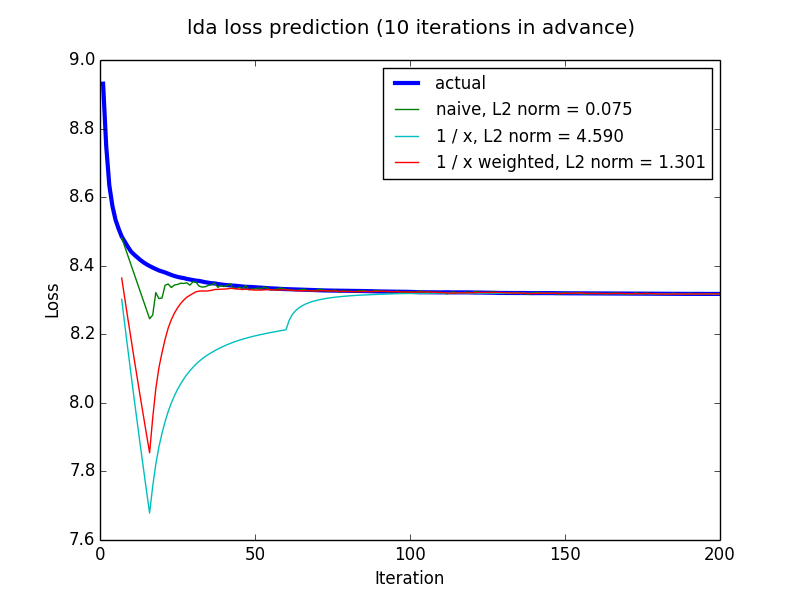 lda loss prediction (10 iterations in advance)
actual
naive, L2 norm = 0.075
1 / x, L2 norm = 4.590
1 / x weighted, L2 norm = 1.301
9.0
8.8
8.6
8.4
8.2
8.0
7.8
7.6
Loss
0 50 100 150 200
Iteration